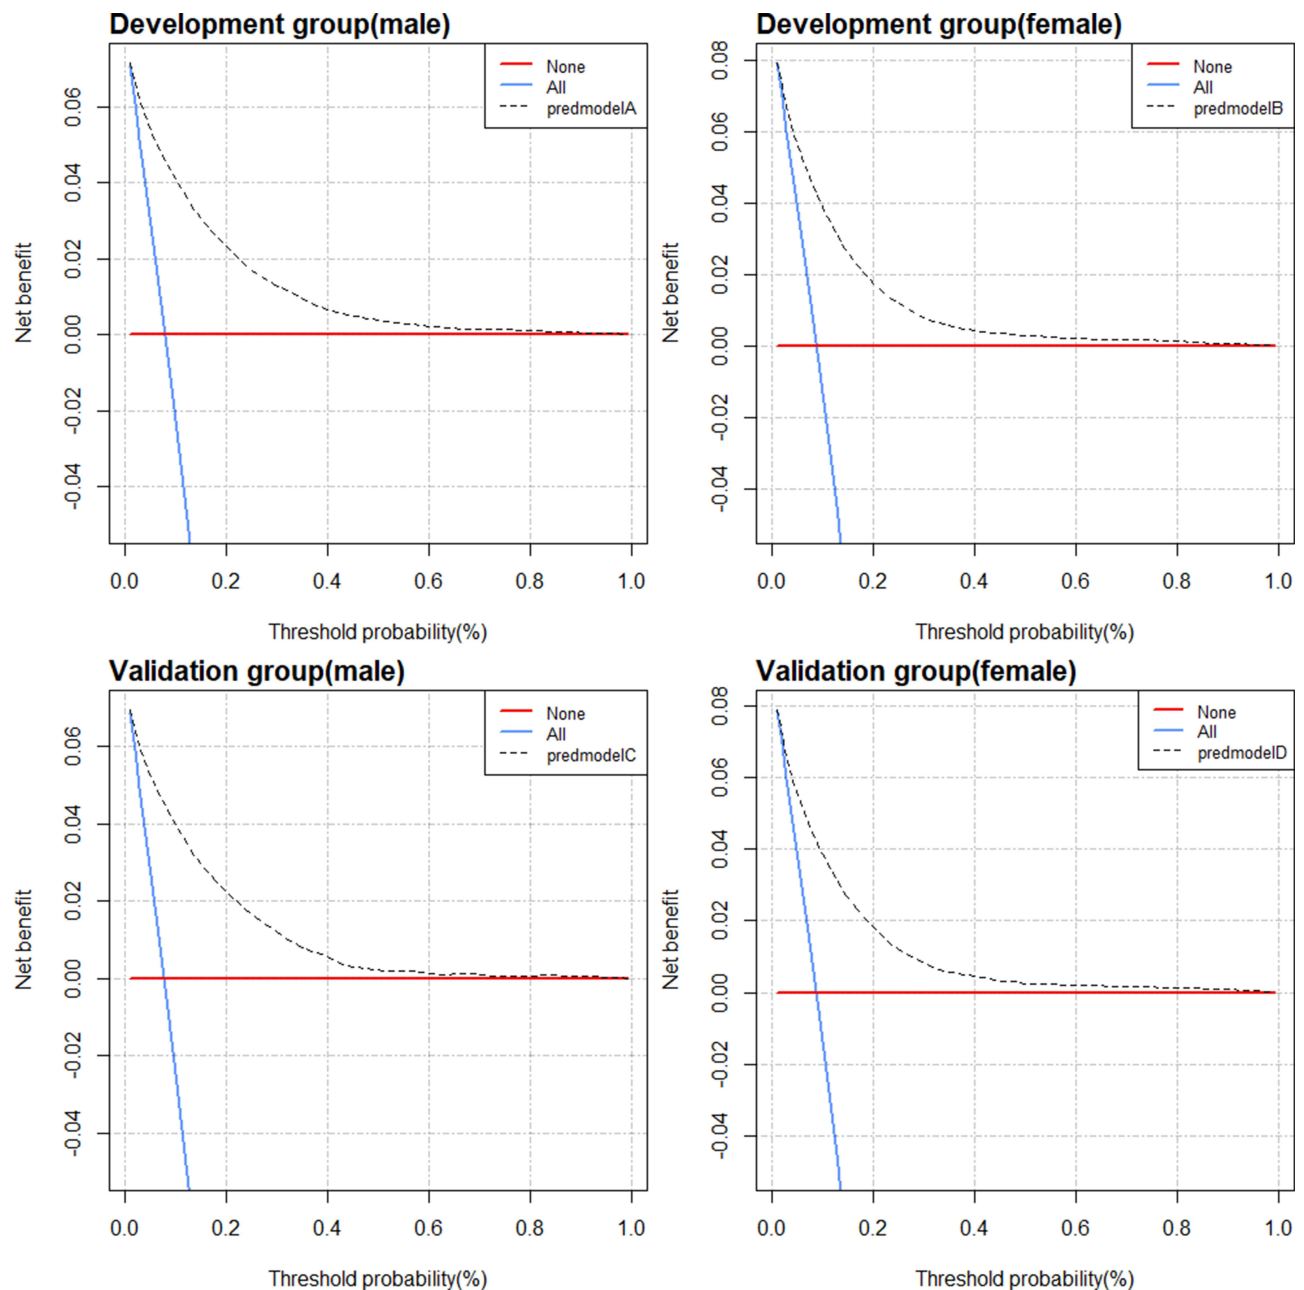 Development group(male)
None
All
predmodelA
Net benefit
0.06
0.04
0.02
0.00
-0.02
-0.04
0.0 0.2 0.4 0.6 0.8 1.0
Threshold probability(%)
Development group(female)
None
All
predmodelB
Net benefit
0.08
0.06
0.04
0.02
0.00
-0.02
-0.04
0.0 0.2 0.4 0.6 0.8 1.0
Threshold probability(%)
Validation group(male)
None
All
predmodelC
Net benefit
0.06
0.04
0.02
0.00
-0.02
-0.04
0.0 0.2 0.4 0.6 0.8 1.0
Threshold probability(%)
Validation group(female)
None
All
predmodelD
Net benefit
0.08
0.06
0.04
0.02
0.00
-0.02
-0.04
0.0 0.2 0.4 0.6 0.8 1.0
Threshold probability(%)